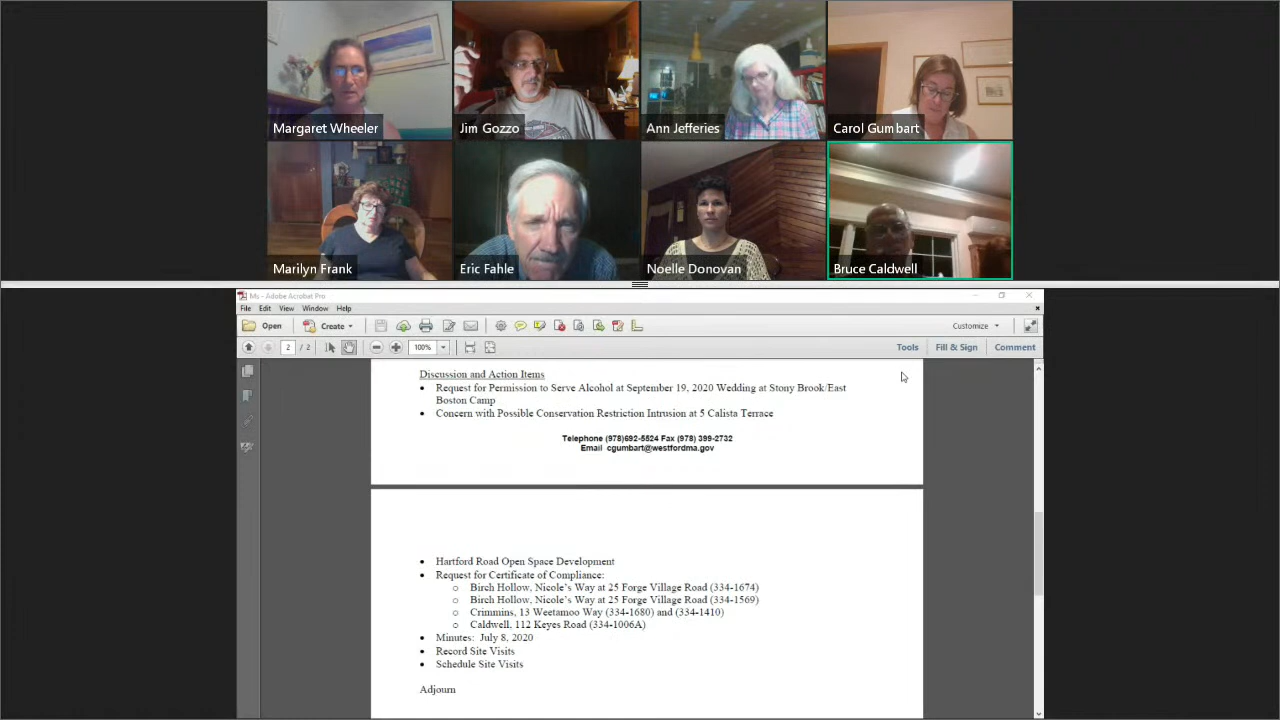 Margaret Wheeler
Jim Gozzo
Ann Jefferies
Carol Gumbart
Marilyn Frank
Eric Fahle
Noelle Donovan
Bruce Caldwell
Ms - Adobe Acrobat Pro
File Edit View Window Help
Open Create Customize
2 / 2 100% Tools Fill & Sign Comment
Discussion and Action Items
• Request for Permission to Serve Alcohol at September 19, 2020 Wedding at Stony Brook/East
Boston Camp
• Concern with Possible Conservation Restriction Intrusion at 5 Calista Terrace
Telephone (978)692-5524 Fax (978) 399-2732
Email cgumbart@westfordma.gov
• Hartford Road Open Space Development
• Request for Certificate of Compliance:
o Birch Hollow, Nicole's Way at 25 Forge Village Road (334-1674)
o Birch Hollow, Nicole's Way at 25 Forge Village Road (334-1569)
o Crimmins, 13 Weetamoo Way (334-1680) and (334-1410)
o Caldwell, 112 Keyes Road (334-1006A)
• Minutes: July 8, 2020
• Record Site Visits
• Schedule Site Visits
Adjourn